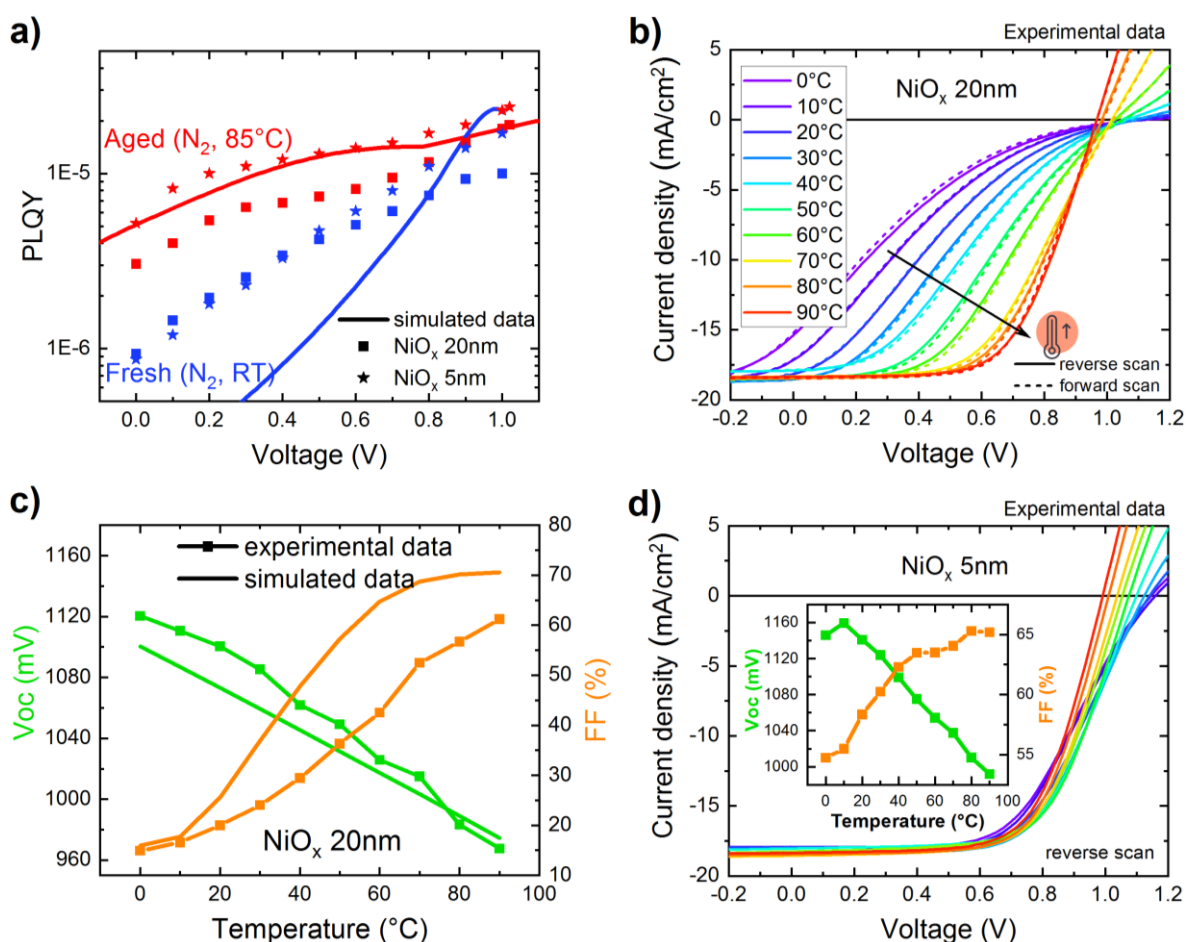 a)
PLQY
1E-5
1E-6
Aged (N₂, 85°C)
Fresh (N₂, RT)
simulated data
NiOₓ 20nm
NiOₓ 5nm
0.0 0.2 0.4 0.6 0.8 1.0
Voltage (V)
b)
Experimental data
NiOₓ 20nm
0°C
10°C
20°C
30°C
40°C
50°C
60°C
70°C
80°C
90°C
reverse scan
forward scan
Current density (mA/cm²)
5
0
-5
-10
-15
-20
-0.2 0.0 0.2 0.4 0.6 0.8 1.0 1.2
Voltage (V)
c)
experimental data
simulated data
NiOₓ 20nm
Voc (mV)
1160
1120
1080
1040
1000
960
FF (%)
80
70
60
50
40
30
20
10
0 20 40 60 80 100
Temperature (°C)
d)
Experimental data
NiOₓ 5nm
Current density (mA/cm²)
5
0
-5
-10
-15
-20
Voc (mV)
1160
1120
1080
1040
1000
FF (%)
65
60
55
0 20 40 60 80 100
Temperature (°C)
reverse scan
-0.2 0.0 0.2 0.4 0.6 0.8 1.0 1.2
Voltage (V)